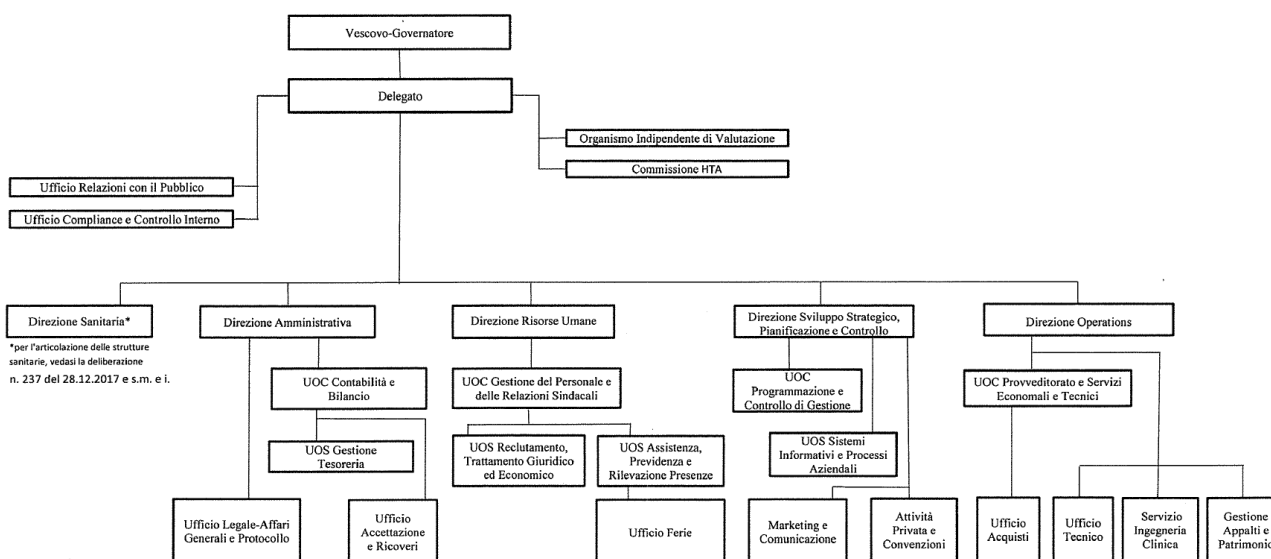 Vescovo-Governatore
Delegato
Organismo Indipendente di Valutazione
Commissione HTA
Ufficio Relazioni con il Pubblico
Ufficio Compliance e Controllo Interno
Direzione Sanitaria*
*per l'articolazione delle strutture
sanitarie, vedasi la deliberazione
n. 237 del 28.12.2017 e s.m. e i.
Direzione Amministrativa
Direzione Risorse Umane
Direzione Sviluppo Strategico,
Pianificazione e Controllo
Direzione Operations
UOC Contabilità e
Bilancio
UOC Gestione del Personale e
delle Relazioni Sindacali
UOC
Programmazione e
Controllo di Gestione
UOC Provveditorato e Servizi
Economali e Tecnici
UOS Gestione
Tesoreria
UOS Reclutamento,
Trattamento Giuridico
ed Economico
UOS Assistenza,
Previdenza e
Rilevazione Presenze
UOS Sistemi
Informativi e Processi
Aziendali
Ufficio Legale-Affari
Generali e Protocollo
Ufficio
Accettazione
e Ricoveri
Ufficio Ferie
Marketing e
Comunicazione
Attività
Privata e
Convenzioni
Ufficio
Acquisti
Ufficio
Tecnico
Servizio
Ingegneria
Clinica
Gestione
Appalti e
Patrimonio